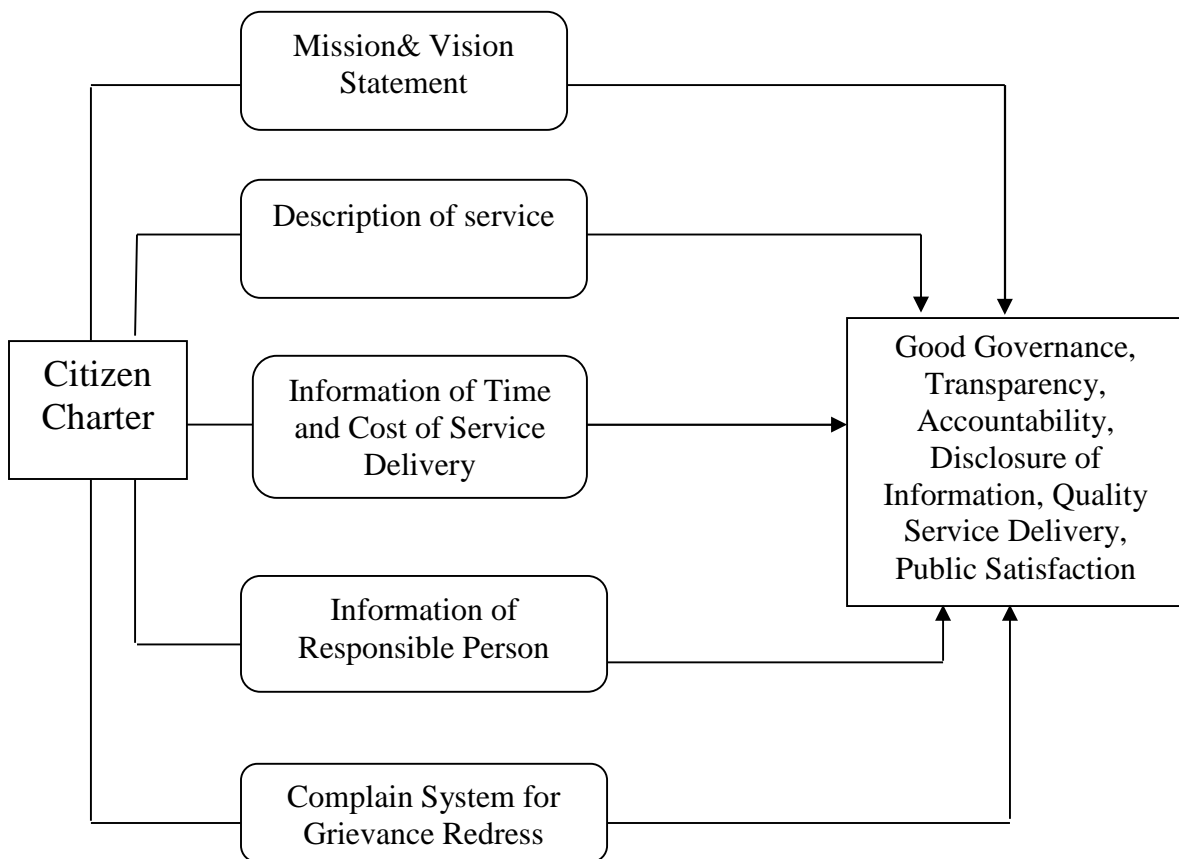 Mission& Vision
Statement
Description of service
Citizen
Charter
Information of Time
and Cost of Service
Delivery
Good Governance,
Transparency,
Accountability,
Disclosure of
Information, Quality
Service Delivery,
Public Satisfaction
Information of
Responsible Person
Complain System for
Grievance Redress